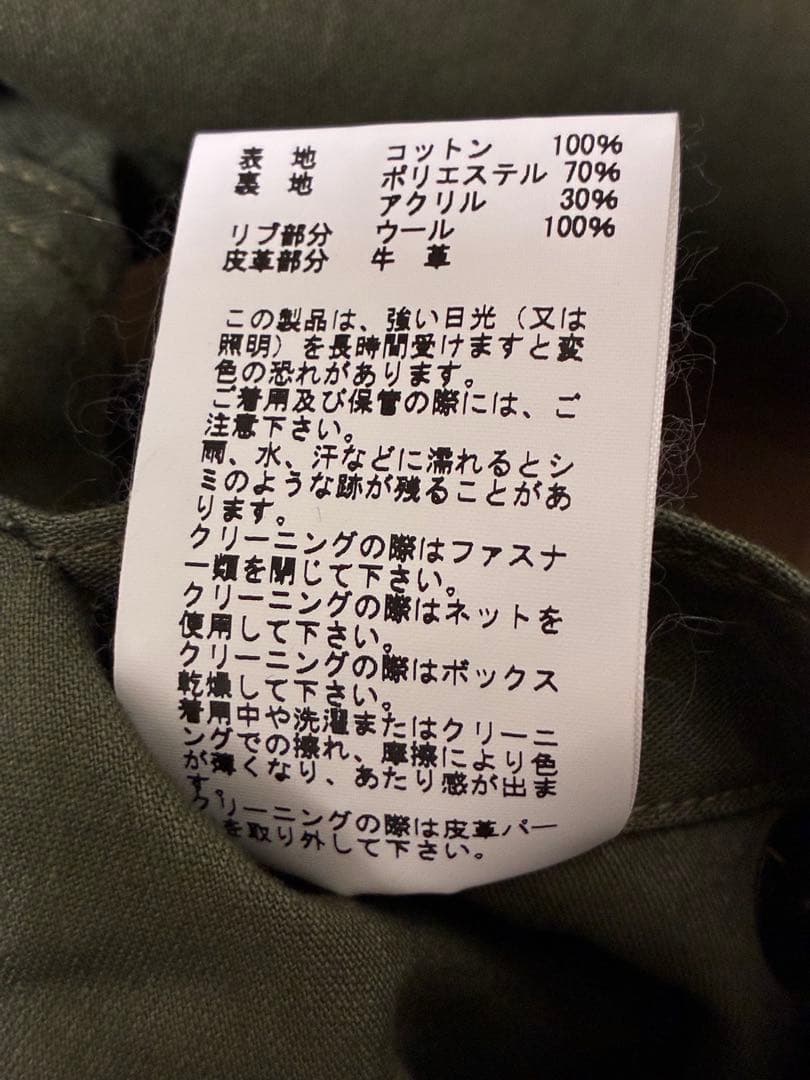 表 地 コットン 100%
裏 地 ポリエステル 70%
アクリル 30%
リブ部分 ウール 100%
皮革部分 牛 革
この製品は、強い日光（又は
照明）を長時間受けますと変
色の恐れがあります。
ご着用及び保管の際には、ご
注意下さい。
雨、水、汗などに濡れるとシ
ミのような跡が残ることがあ
ります。
クリーニングの際はファスナ
ー類を閉じて下さい。
クリーニングの際はネットを
使用して下さい。
クリーニングの際はボックス
乾燥して下さい。
着用中や洗濯またはクリーニ
ングでの擦れ、摩擦により色
が薄くなり、あたり感が出ま
す。
クリーニングの際は皮革パー
を取り外して下さい。